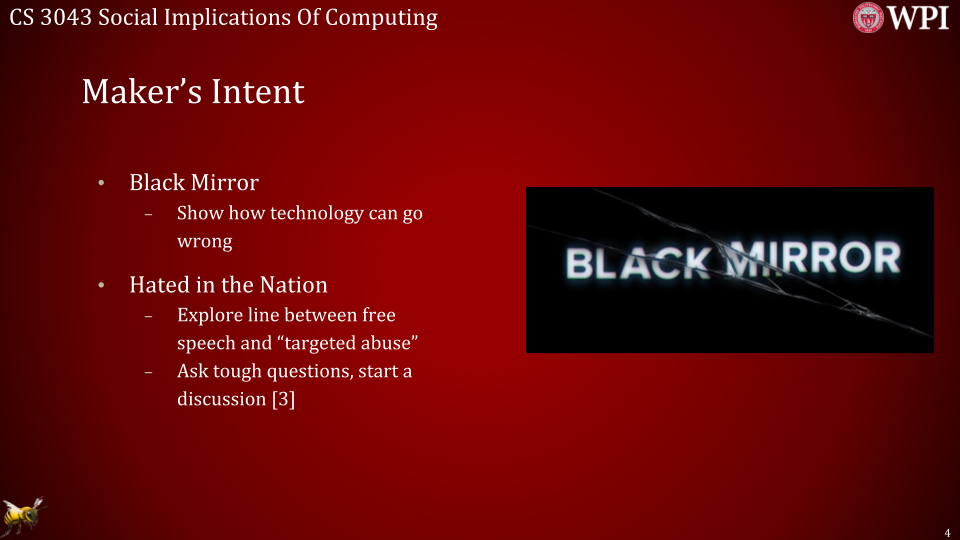 CS 3043 Social Implications Of Computing
WPI
Maker’s Intent
• Black Mirror
– Show how technology can go
wrong
• Hated in the Nation
– Explore line between free
speech and “targeted abuse”
– Ask tough questions, start a
discussion [3]
BLACK MIRROR
4